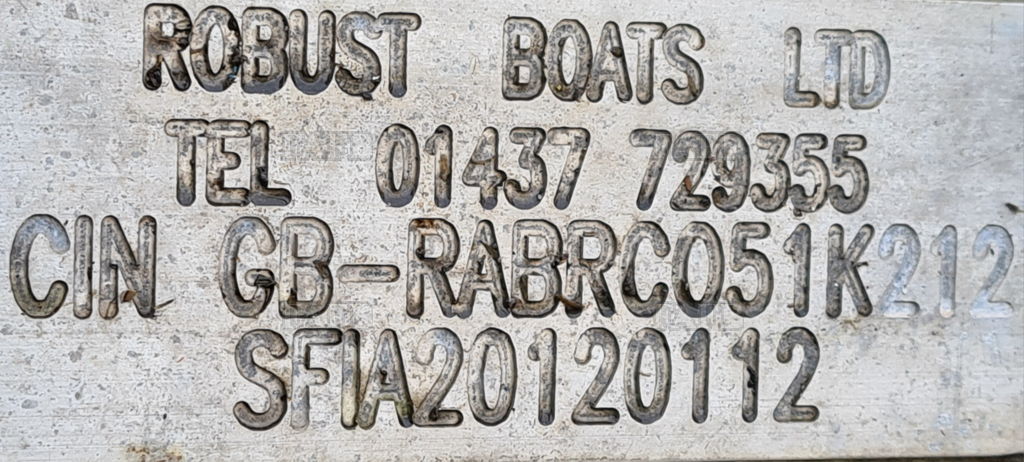 ROBUST BOATS LTD
TEL 01437 729355
CIN GB-RABRC051K212
SFIA20120112